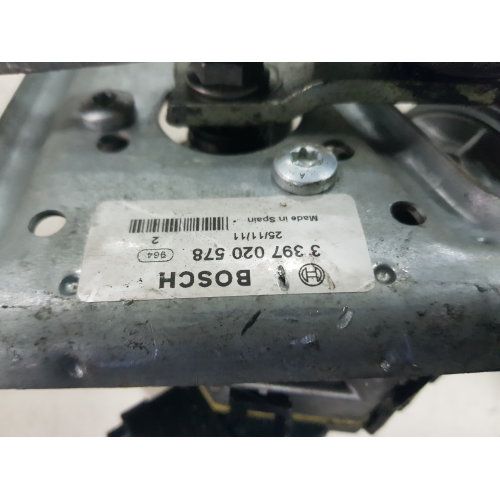 BOSCH
3 397 020 578 964
25/11/11 2
Made in Spain
A